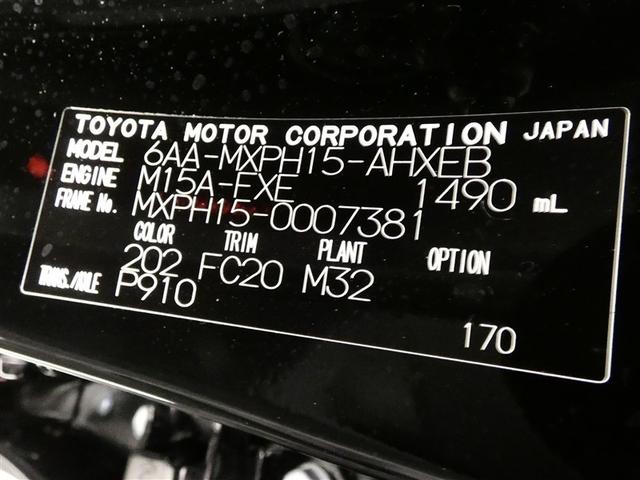 TOYOTA MOTOR CORPORATION JAPAN
MODEL 6AA-MXPH15-AHXEB
ENGINE M15A-FXE 1490 mL
FRAME No. MXPH15-0007381
COLOR TRIM PLANT OPTION
202 FC20 M32
TRANS./AXLE P910
170